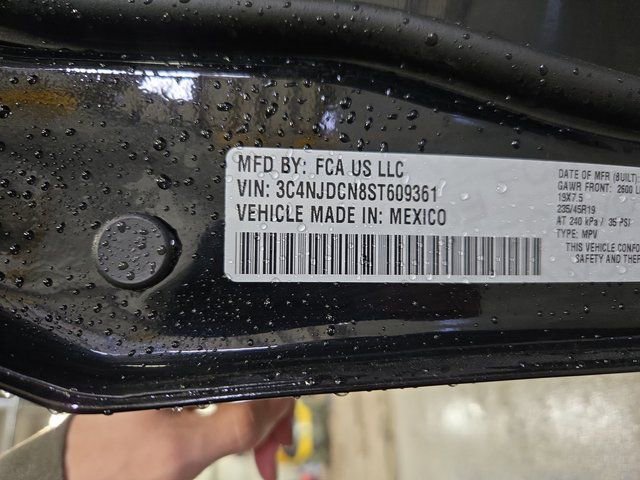 MFD BY: FCA US LLC
VIN: 3C4NJDCN8ST609361
VEHICLE MADE IN: MEXICO
DATE OF MFR (BUILT):
GAWR FRONT: 2600
19X7.5
235/45R19
AT 240 kPa / 35 PSI
TYPE: MPV
THIS VEHICLE CONFOR
SAFETY AND THEF